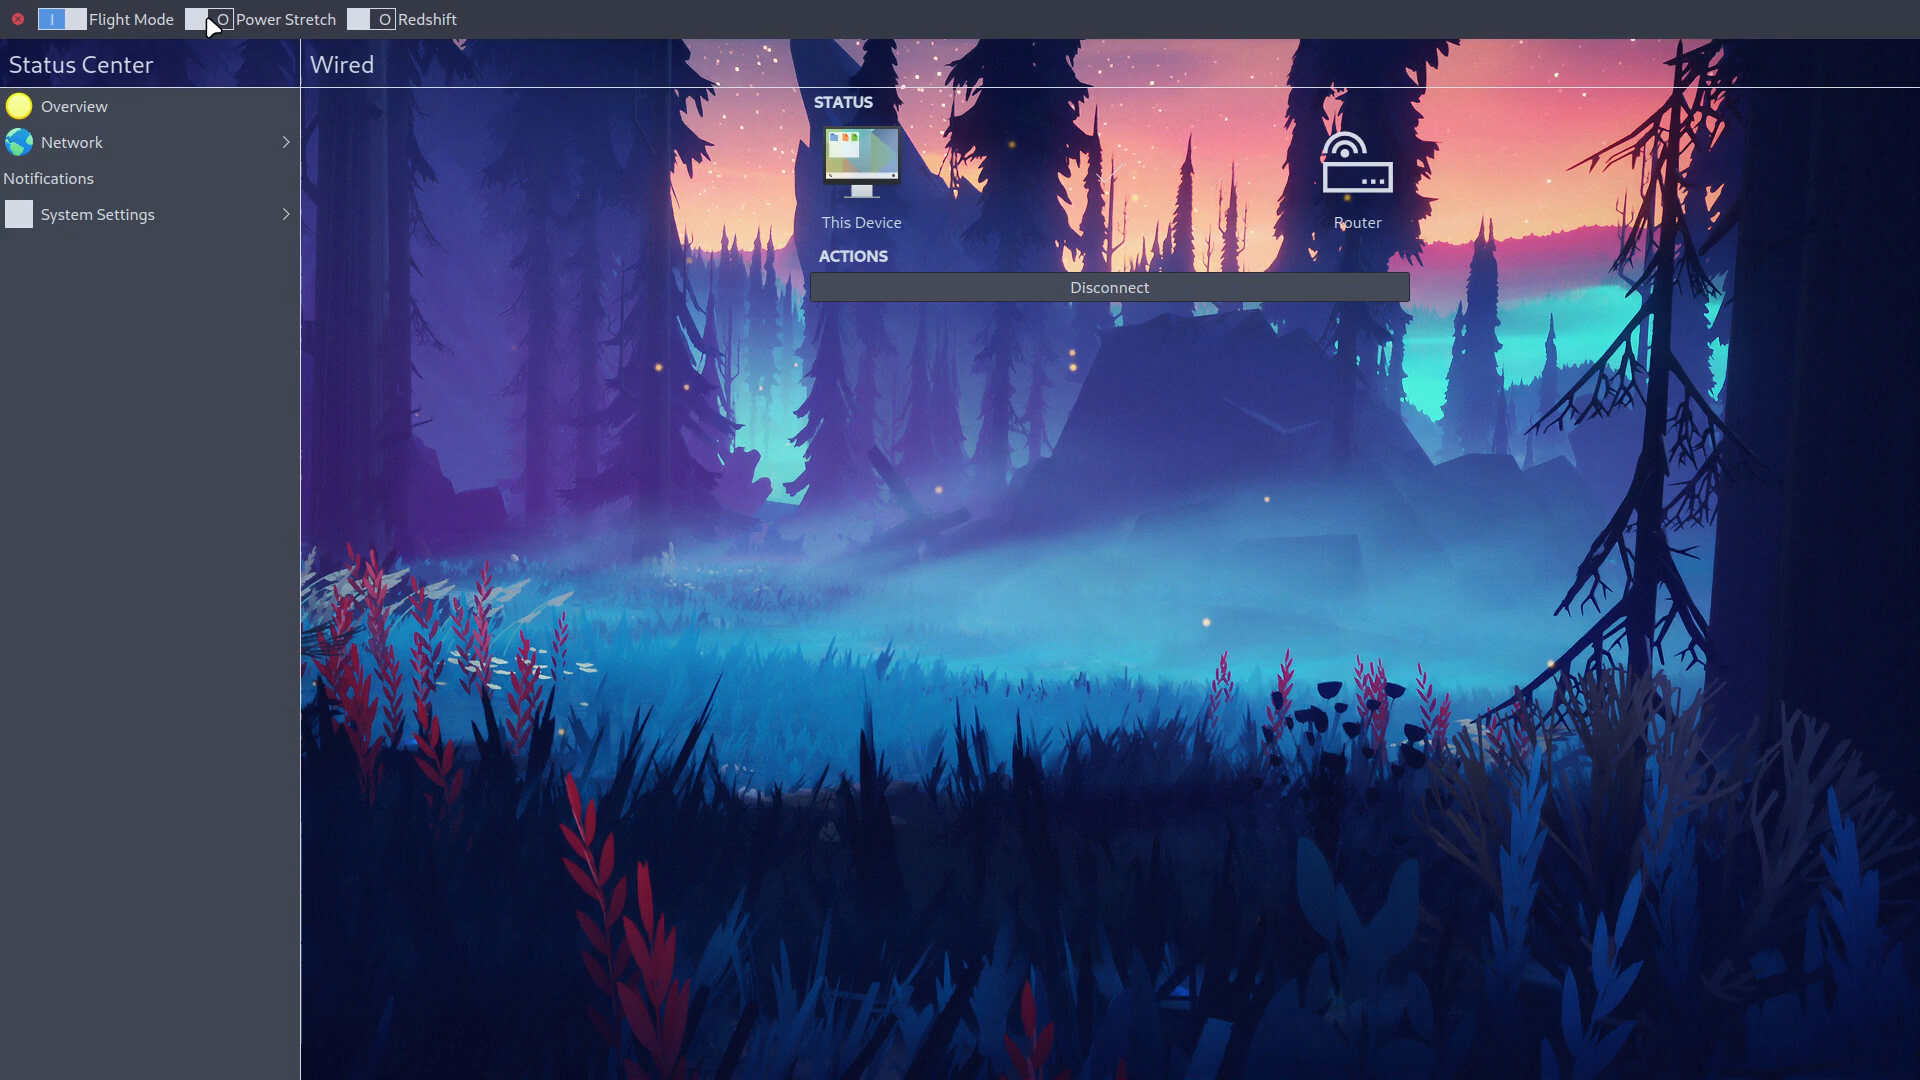 Flight Mode Power Stretch Redshift
Status Center
Wired
Overview
Network
Notifications
System Settings
STATUS
This Device
Router
ACTIONS
Disconnect